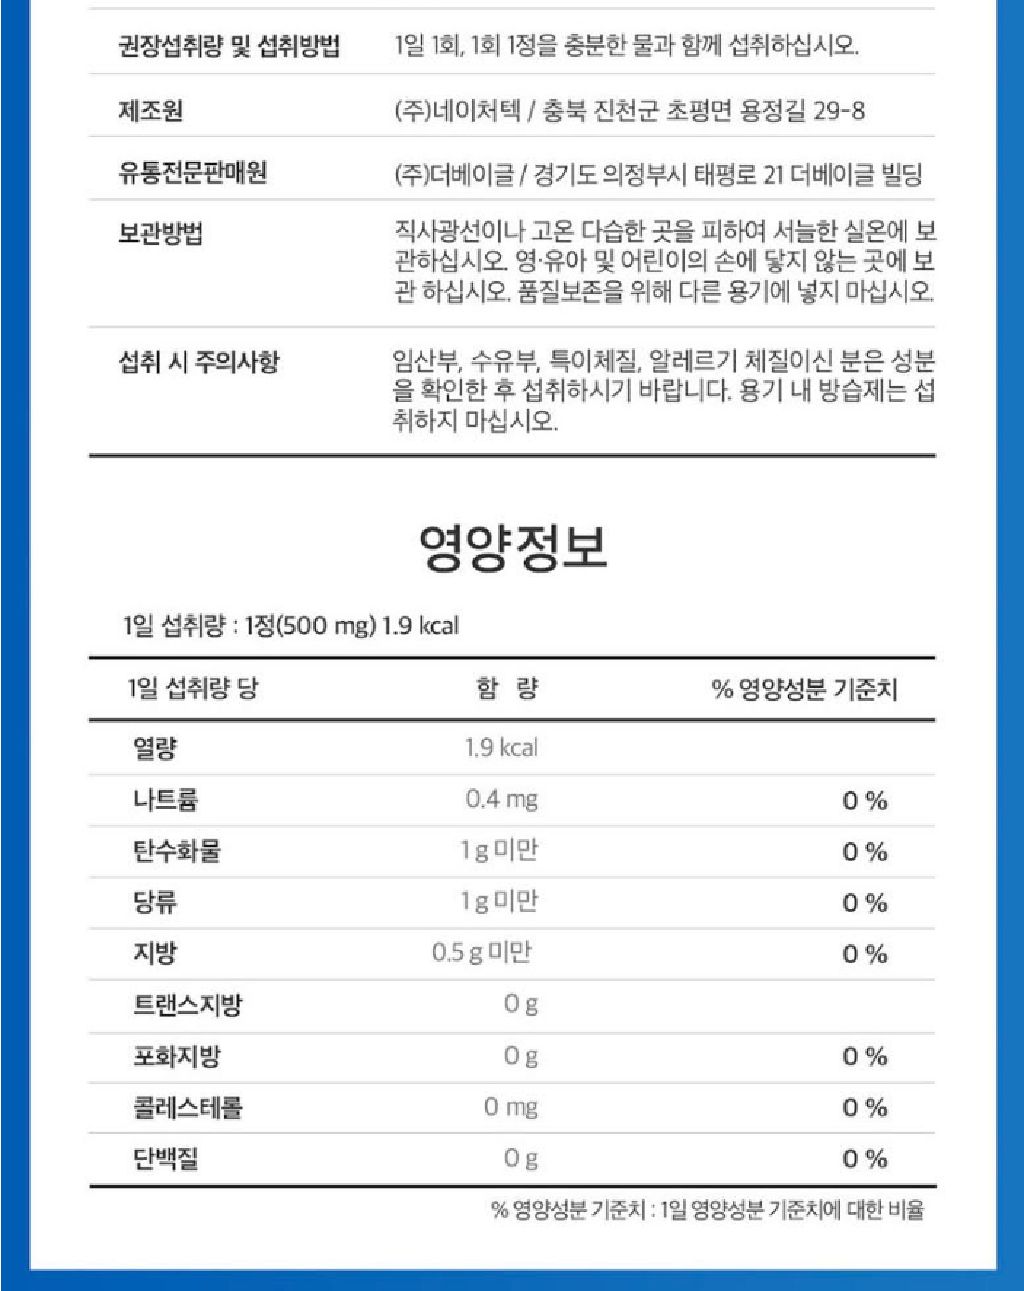 권장섭취량 및 섭취방법 1일 1회, 1회 1정을 충분한 물과 함께 섭취하십시오.
제조원 (주)네이처텍 / 충북 진천군 초평면 용정길 29-8
유통전문판매원 (주)더베이글 / 경기도 의정부시 태평로 21 더베이글 빌딩
보관방법 직사광선이나 고온 다습한 곳을 피하여 서늘한 실온에 보
관하십시오. 영·유아 및 어린이의 손에 닿지 않는 곳에 보
관 하십시오. 품질보존을 위해 다른 용기에 넣지 마십시오.
섭취 시 주의사항 임산부, 수유부, 특이체질, 알레르기 체질이신 분은 성분
을 확인한 후 섭취하시기 바랍니다. 용기 내 방습제는 섭
취하지 마십시오.
영양정보
1일 섭취량 : 1정(500 mg) 1.9 kcal
1일 섭취량 당 함 량 % 영양성분 기준치
열량 1.9 kcal
나트륨 0.4 mg 0 %
탄수화물 1 g 미만 0 %
당류 1 g 미만 0 %
지방 0.5 g 미만 0 %
트랜스지방 0 g
포화지방 0 g 0 %
콜레스테롤 0 mg 0 %
단백질 0 g 0 %
% 영양성분 기준치 : 1일 영양성분 기준치에 대한 비율